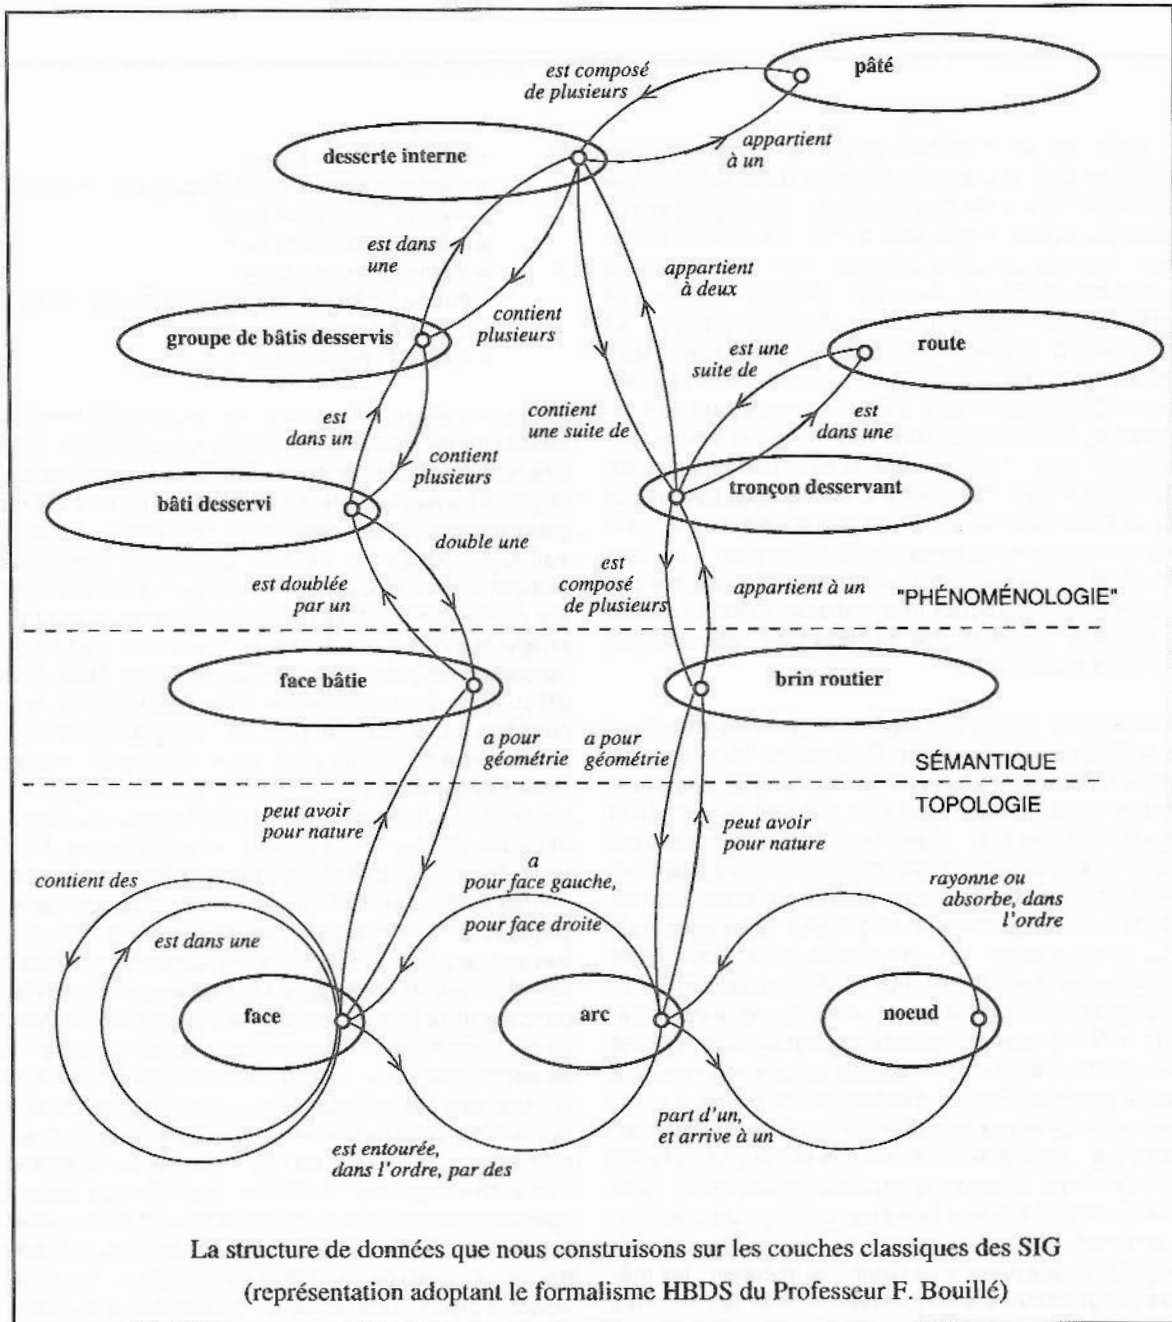 pâté
est composé
de plusieurs
appartient
à un
desserte interne
est dans
une
appartient
à deux
contient
plusieurs
groupe de bâtis desservis
est une
suite de
route
est
dans un
contient
une suite de
est
dans une
contient
plusieurs
bâti desservi
tronçon desservant
double une
est
composé
de plusieurs
est doublée
par un
appartient à un
"PHÉNOMÉNOLOGIE"
face bâtie
brin routier
a pour
géométrie
a pour
géométrie
SÉMANTIQUE
TOPOLOGIE
peut avoir
pour nature
peut avoir
pour nature
contient des
a
pour face gauche,
pour face droite
rayonne ou
absorbe, dans
l'ordre
est dans une
face
arc
noeud
part d'un,
et arrive à un
est entourée,
dans l'ordre, par des
La structure de données que nous construisons sur les couches classiques des SIG
(représentation adoptant le formalisme HBDS du Professeur F. Bouillé)